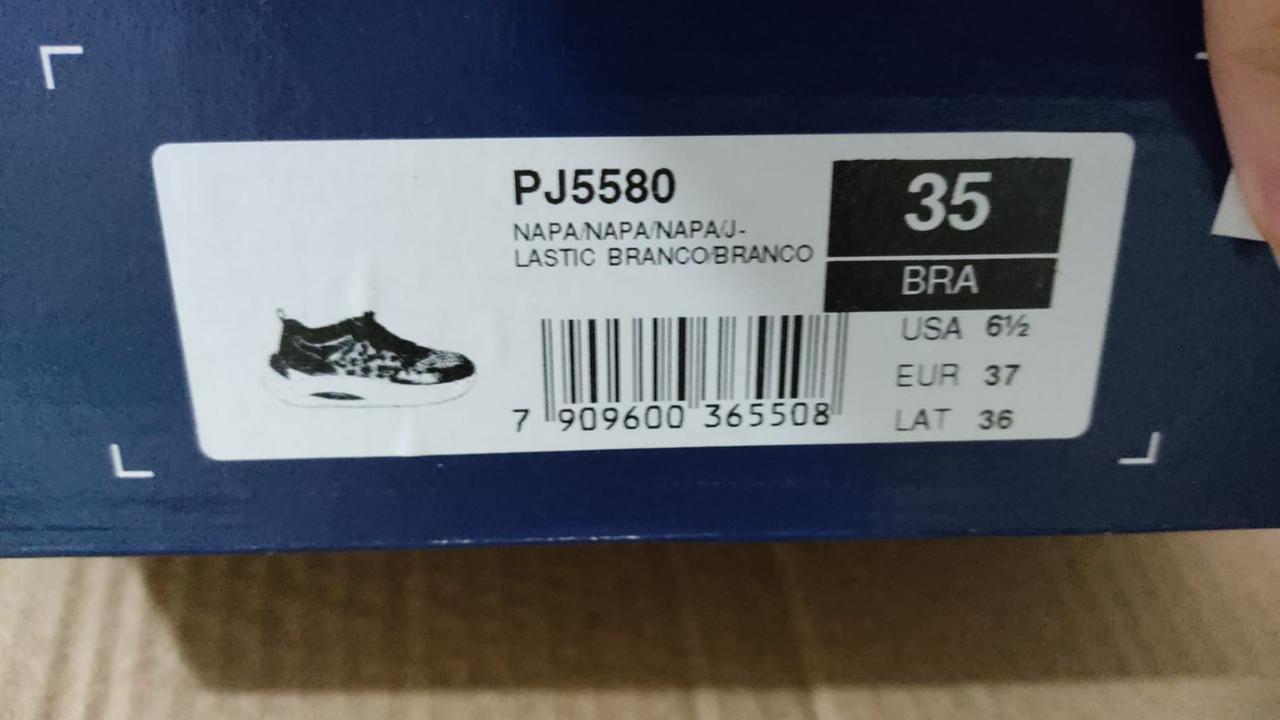 PJ5580
NAPA/NAPA/NAPA/J-
LASTIC BRANCO/BRANCO
35
BRA
USA 6½
EUR 37
LAT 36
7 909600 365508